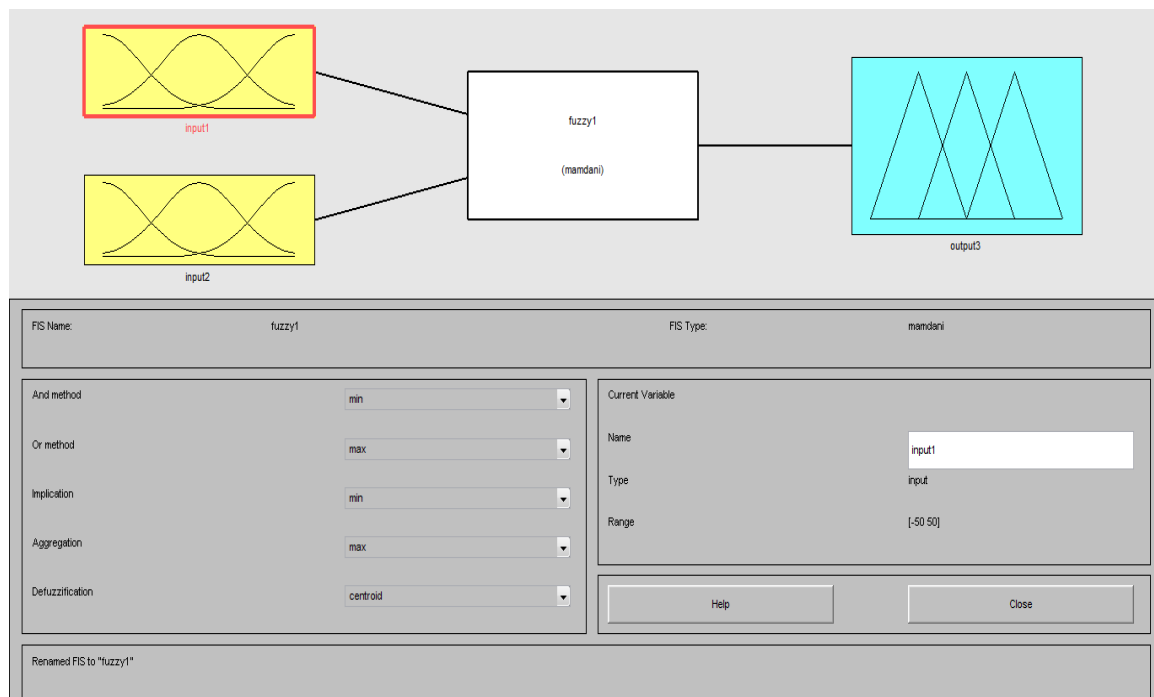 input1
input2
fuzzy1
(mamdani)
output3
FIS Name: fuzzy1 FIS Type: mamdani
And method min
Or method max
Implication min
Aggregation max
Defuzzification centroid
Current Variable
Name input1
Type input
Range [-50 50]
Help Close
Renamed FIS to "fuzzy1"